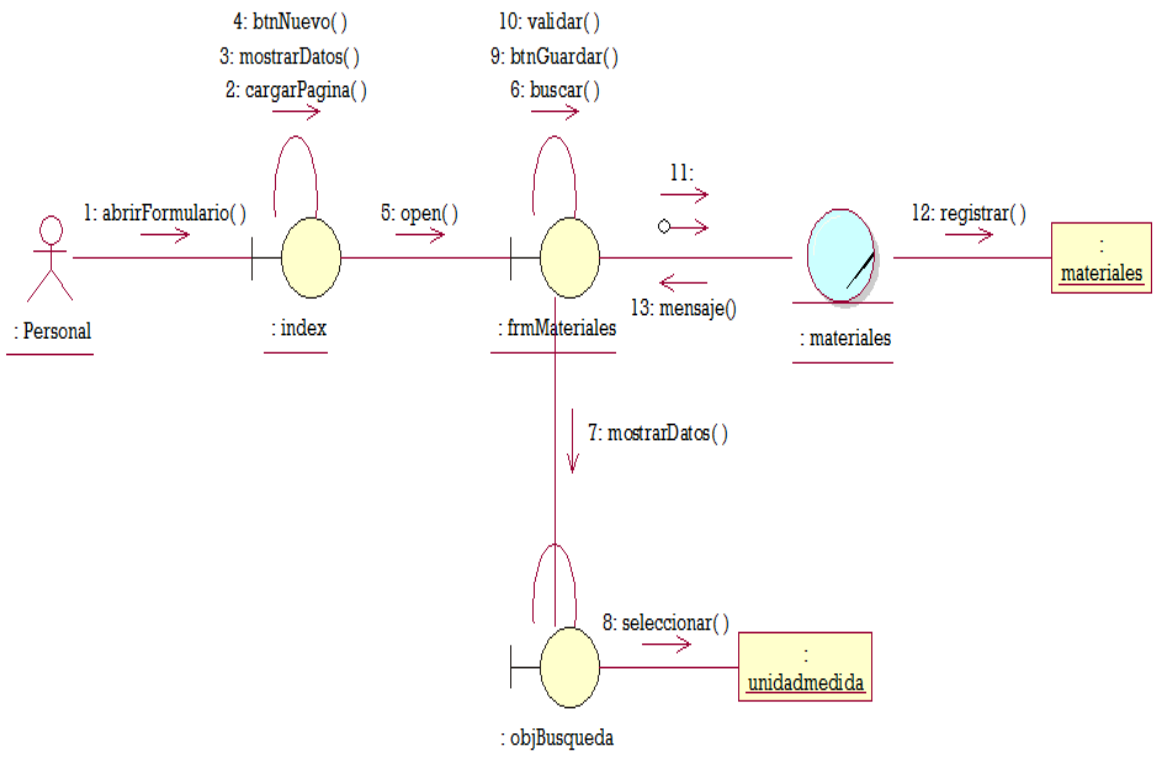 4: btnNuevo( )
3: mostrarDatos( )
2: cargarPagina( )
10: validar( )
9: btnGuardar( )
6: buscar( )
1: abrirFormulario( )
5: open( )
11:
12: registrar( )
13: mensaje()
:
materiales
: Personal
: index
: frmMateriales
: materiales
7: mostrarDatos( )
8: seleccionar( )
:
unidadmedida
: objBusqueda